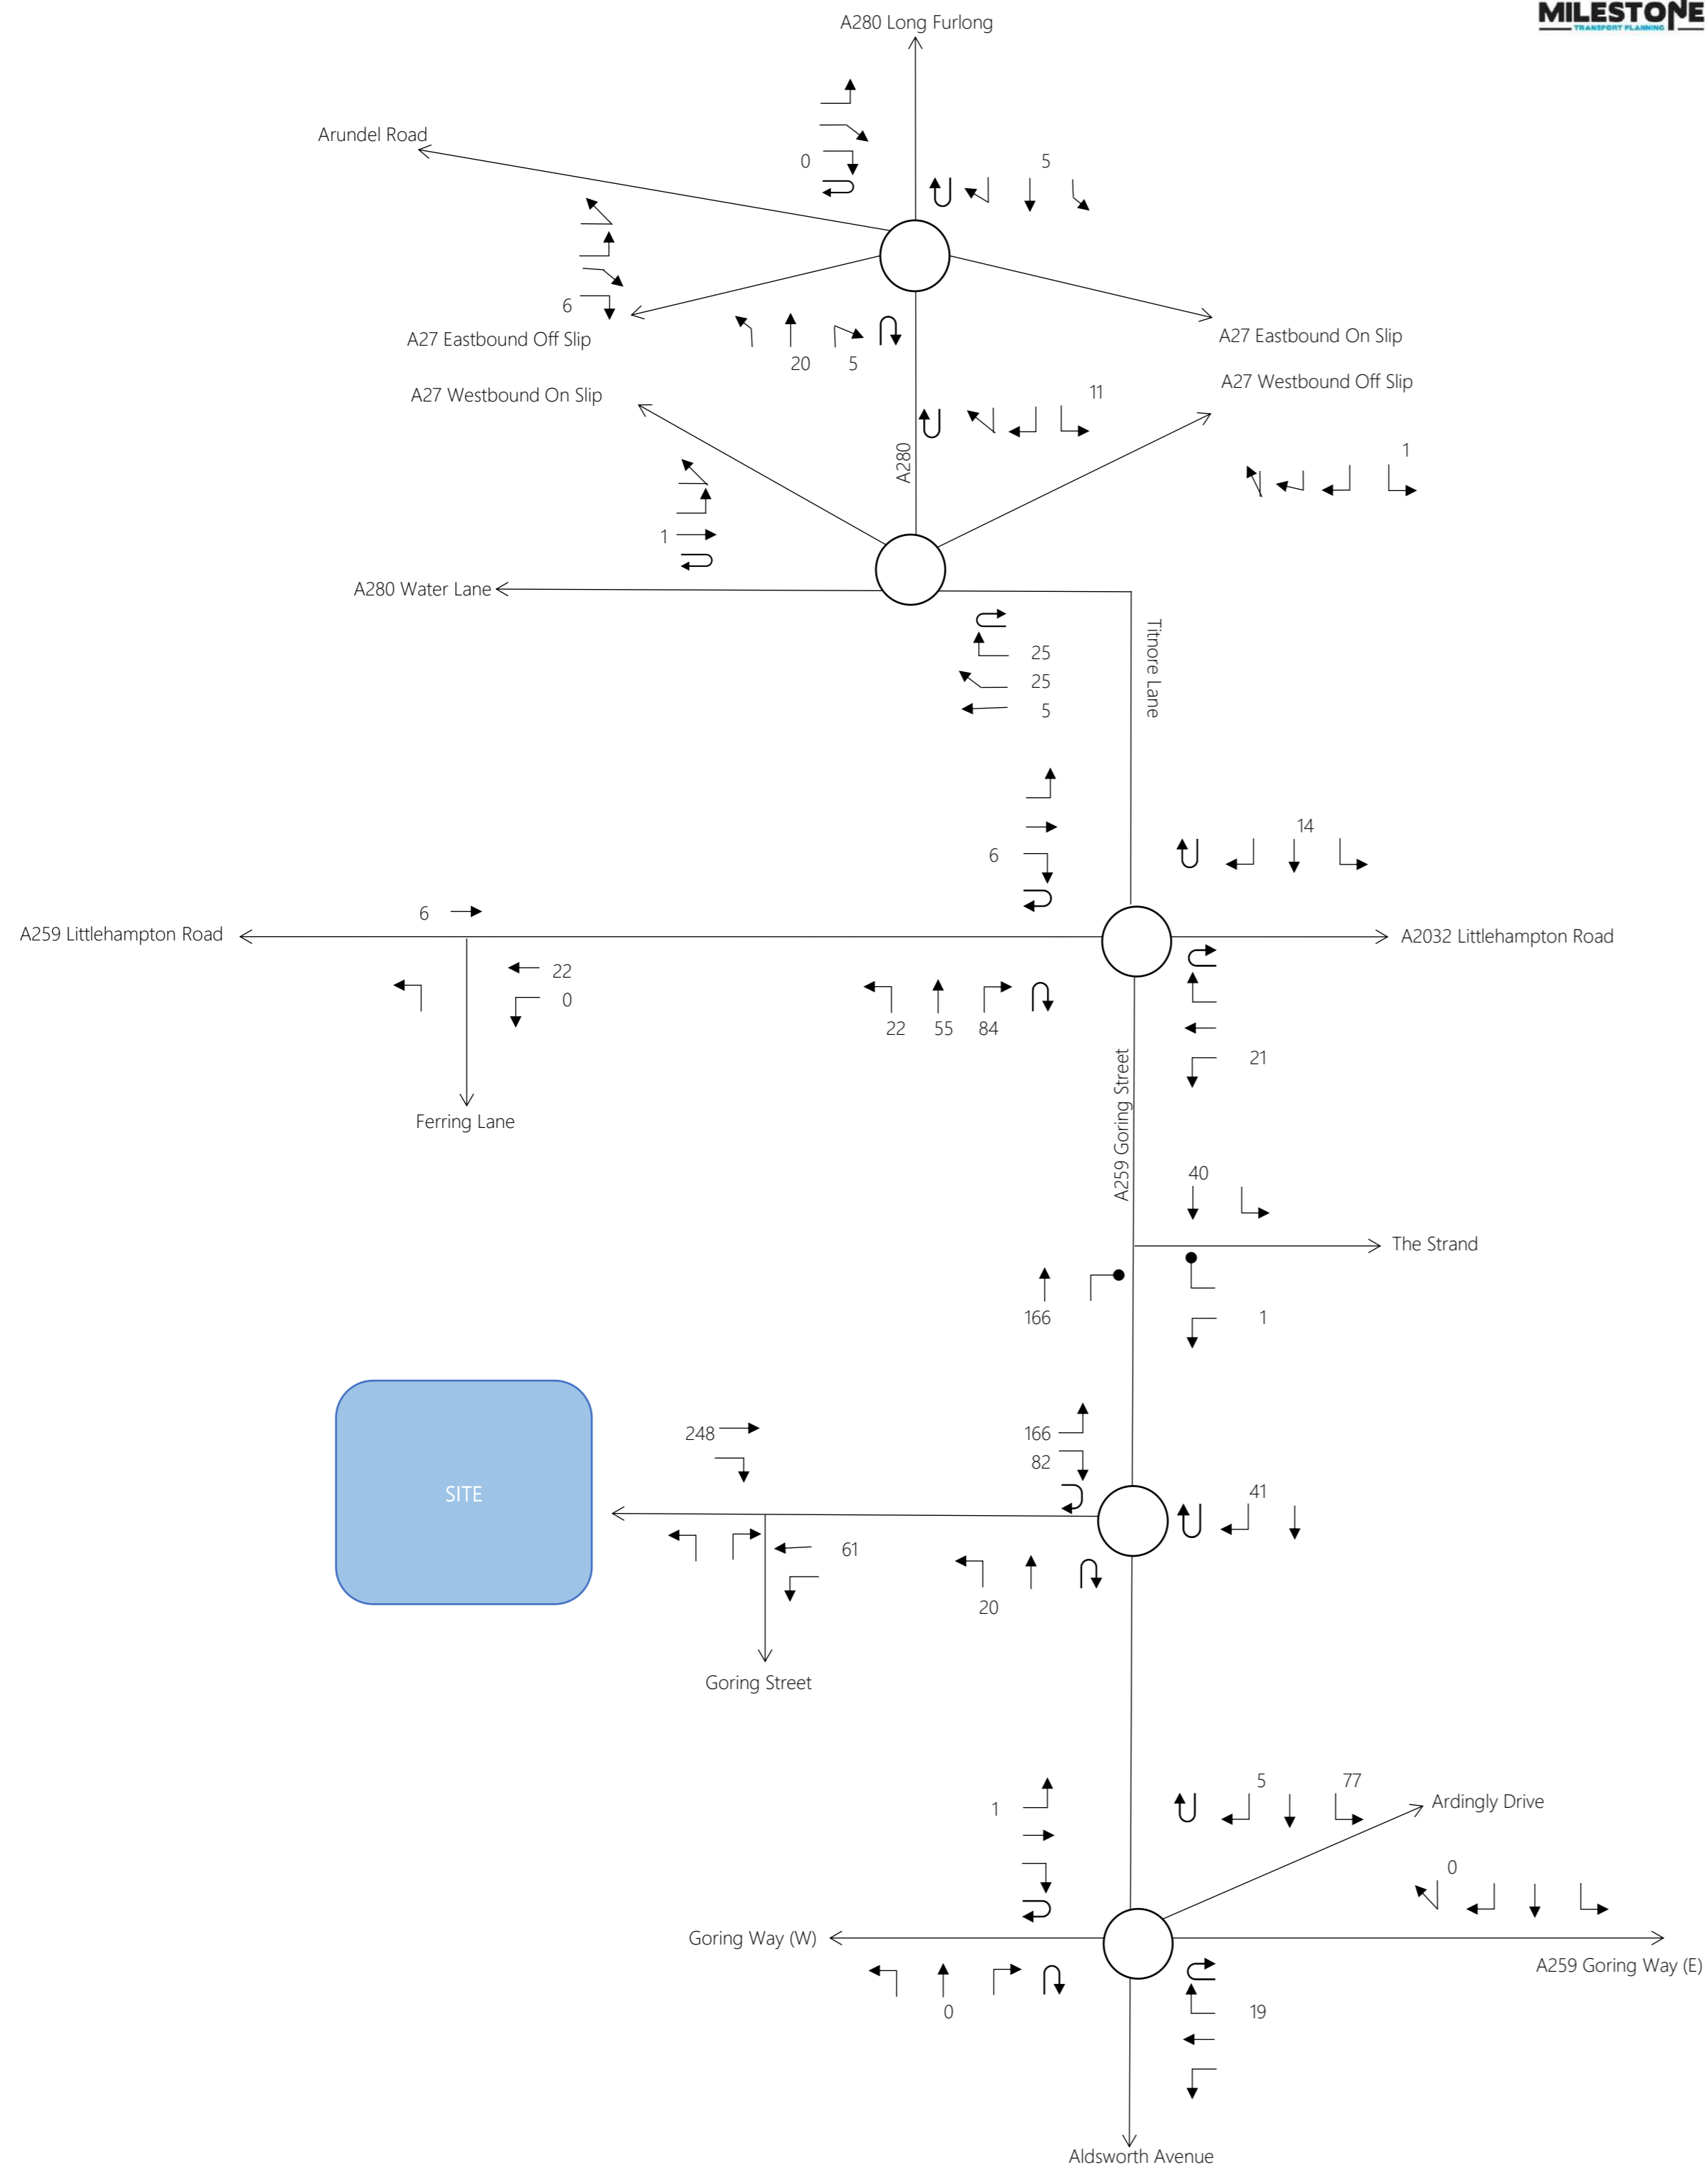 MILESTONE
TRANSPORT PLANNING
A280 Long Furlong
Arundel Road
0
5
6
A27 Eastbound Off Slip
20
5
A27 Eastbound On Slip
A27 Westbound On Slip
11
A27 Westbound Off Slip
A280
1
1
A280 Water Lane
Titnore Lane
25
25
5
14
6
6
A259 Littlehampton Road
A2032 Littlehampton Road
22
0
22
55
84
21
A259 Goring Street
Ferring Lane
40
The Strand
166
1
248
166
82
SITE
41
61
20
Goring Street
5
77
1
Ardingly Drive
0
Goring Way (W)
A259 Goring Way (E)
0
19
Aldsworth Avenue